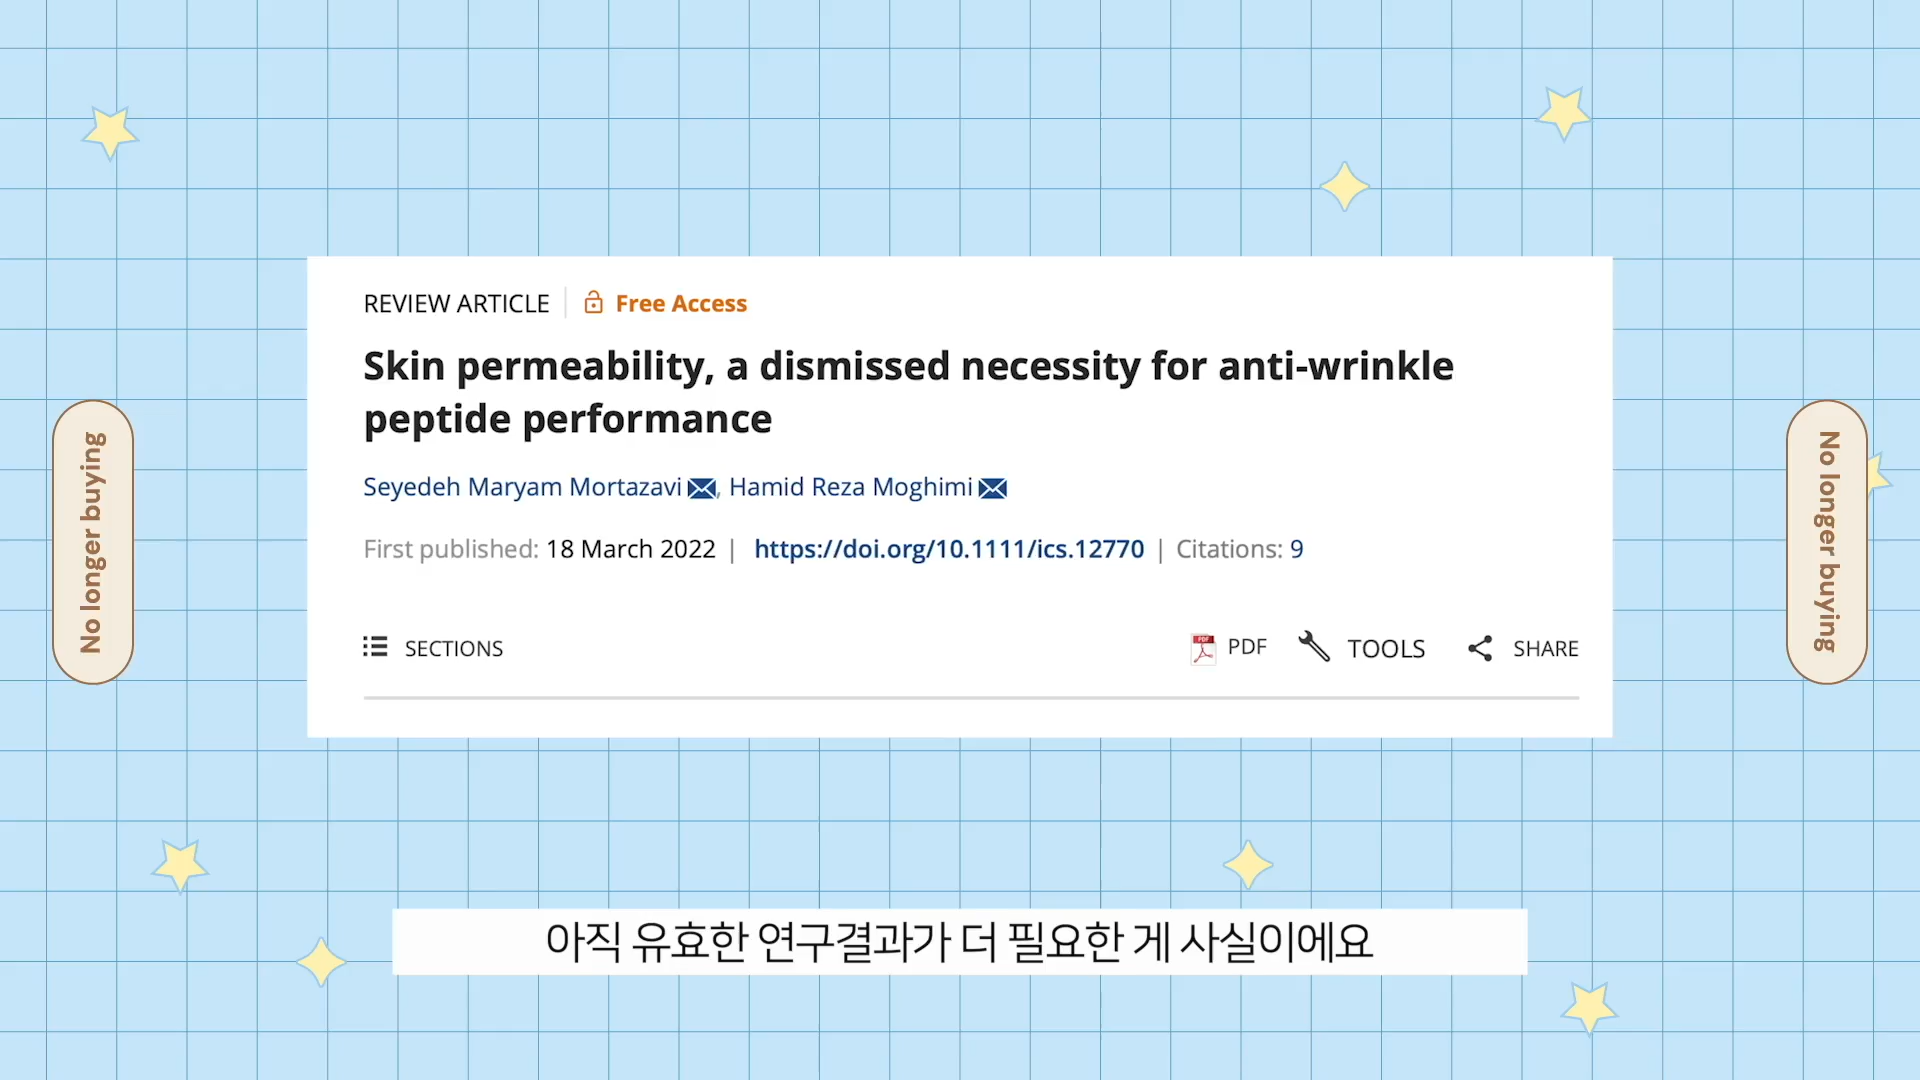 REVIEW ARTICLE Free Access
Skin permeability, a dismissed necessity for anti-wrinkle
peptide performance
Seyedeh Maryam Mortazavi, Hamid Reza Moghimi
First published: 18 March 2022 | https://doi.org/10.1111/ics.12770 | Citations: 9
No longer buying
No longer buying
SECTIONS PDF TOOLS SHARE
아직 유효한 연구결과가 더 필요한 게 사실이에요